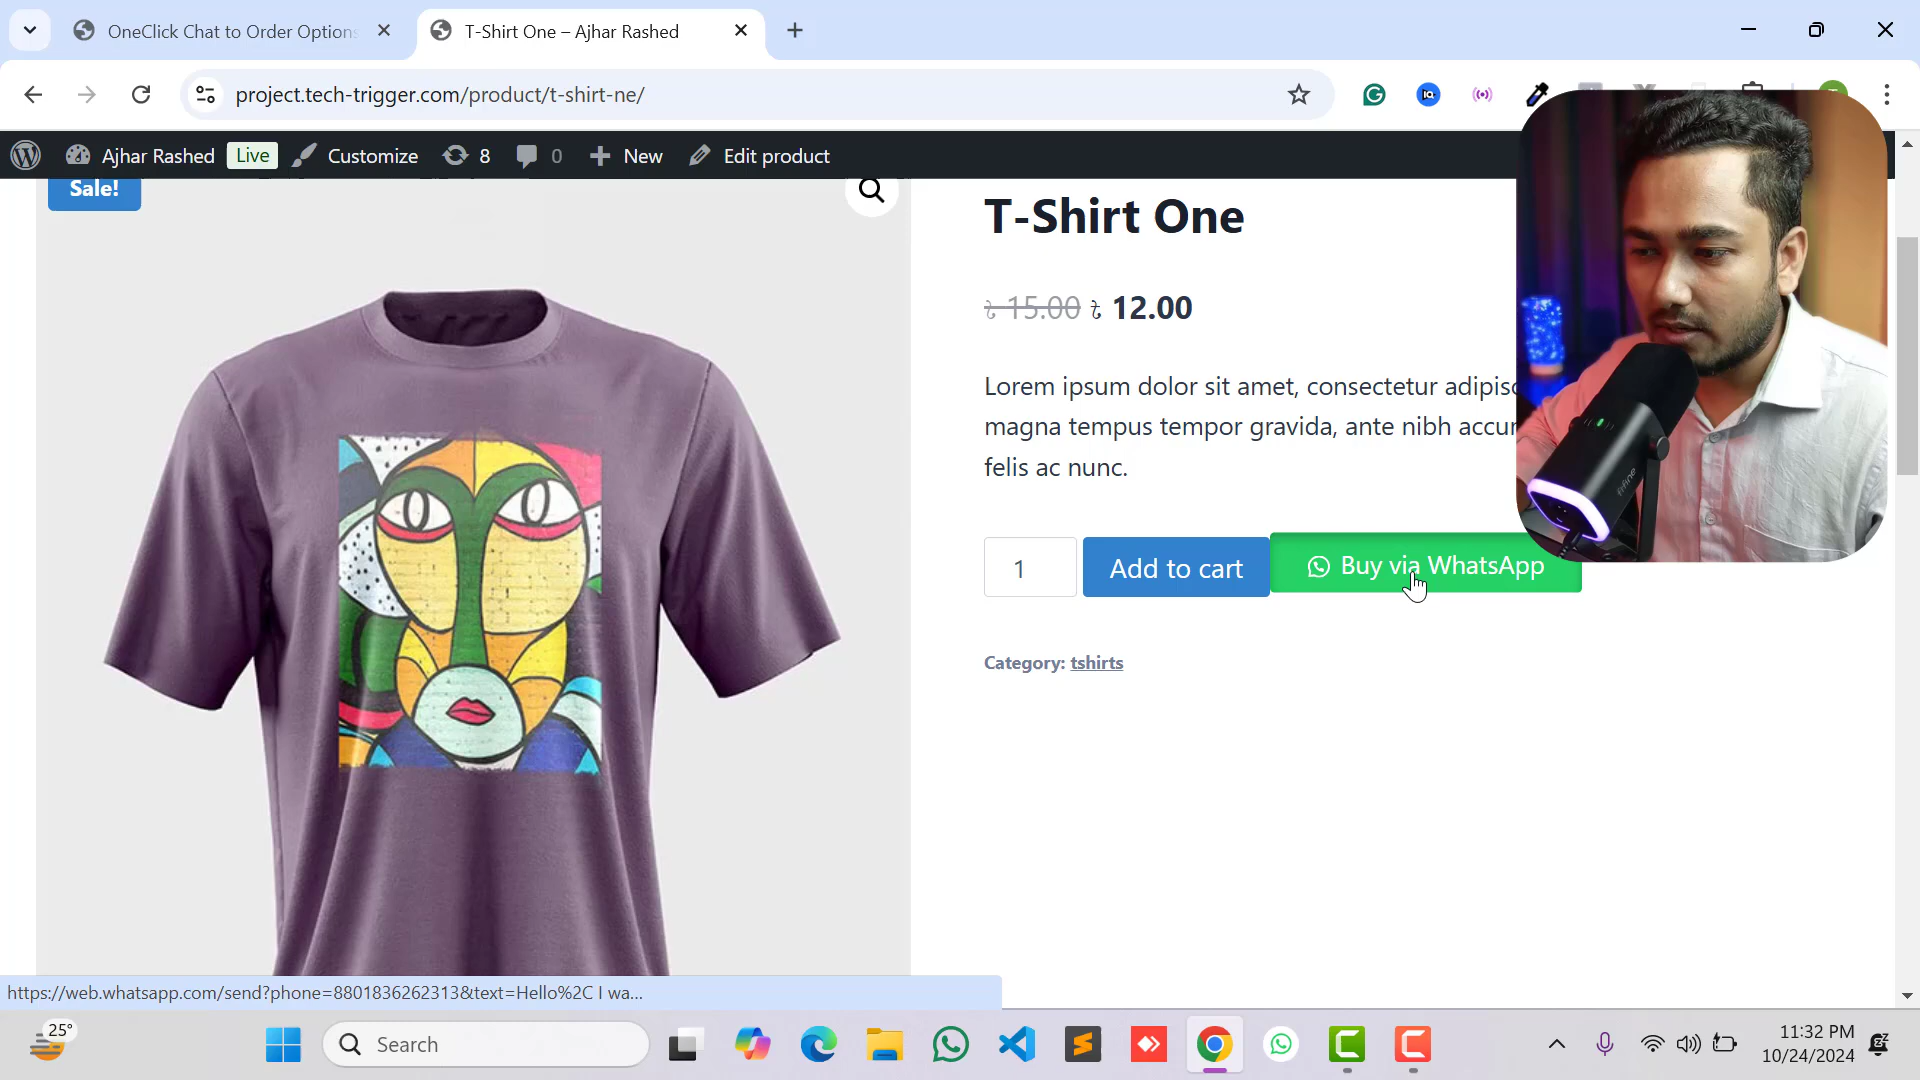 OneClick Chat to Order Options
T-Shirt One – Ajhar Rashed
project.tech-trigger.com/product/t-shirt-ne/
Ajhar Rashed Live Customize 8 0 New Edit product
Sale!
T-Shirt One
৳ 15.00 ৳ 12.00
Lorem ipsum dolor sit amet, consectetur
magna tempus tempor gravida, ante nibh
felis ac nunc.
1 Add to cart Buy via WhatsApp
Category: tshirts
https://web.whatsapp.com/send?phone=8801836262313&text=Hello%2C I wa...
25°
Search
11:32 PM
10/24/2024